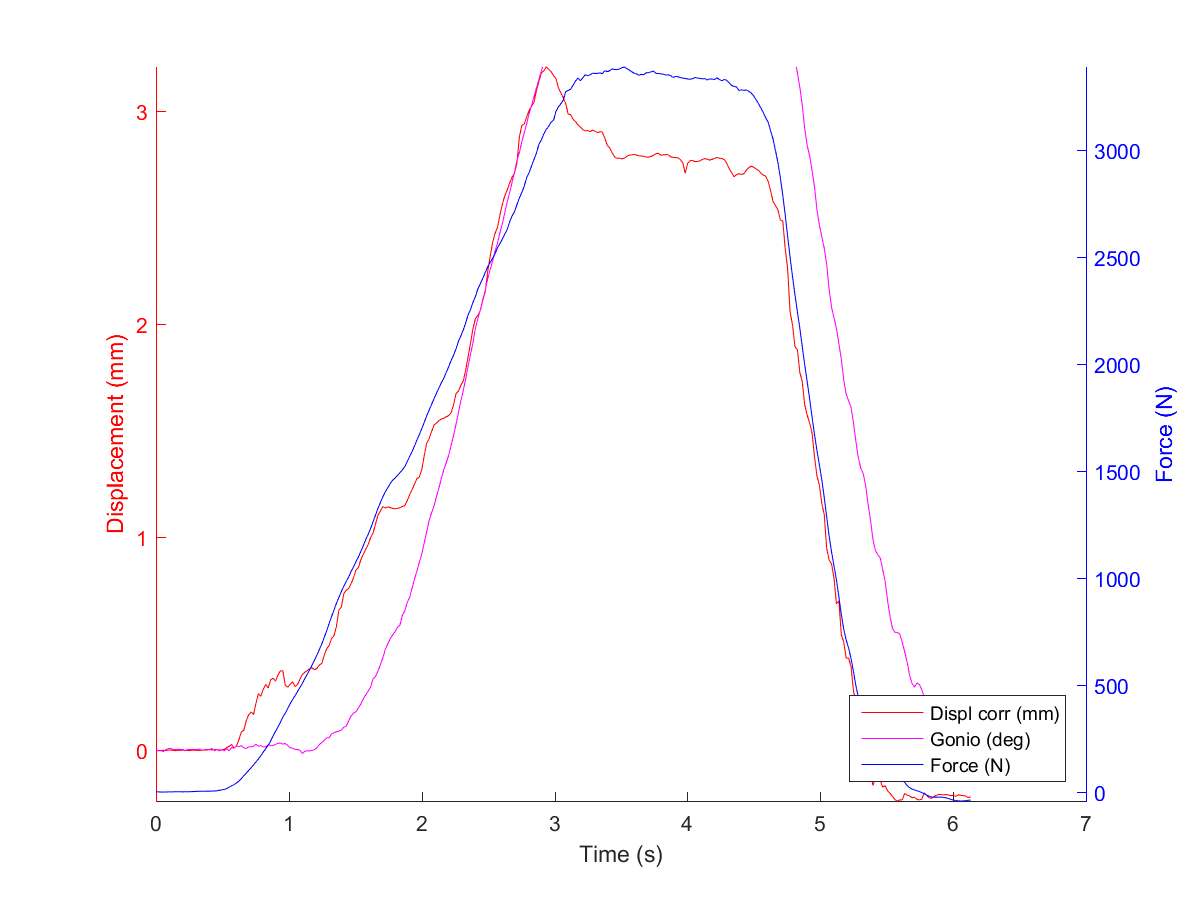 Displacement (mm)
3
2
1
0
3000
2500
2000
1500
1000
500
0
Force (N)
Displ corr (mm)
Gonio (deg)
Force (N)
0 1 2 3 4 5 6 7
Time (s)